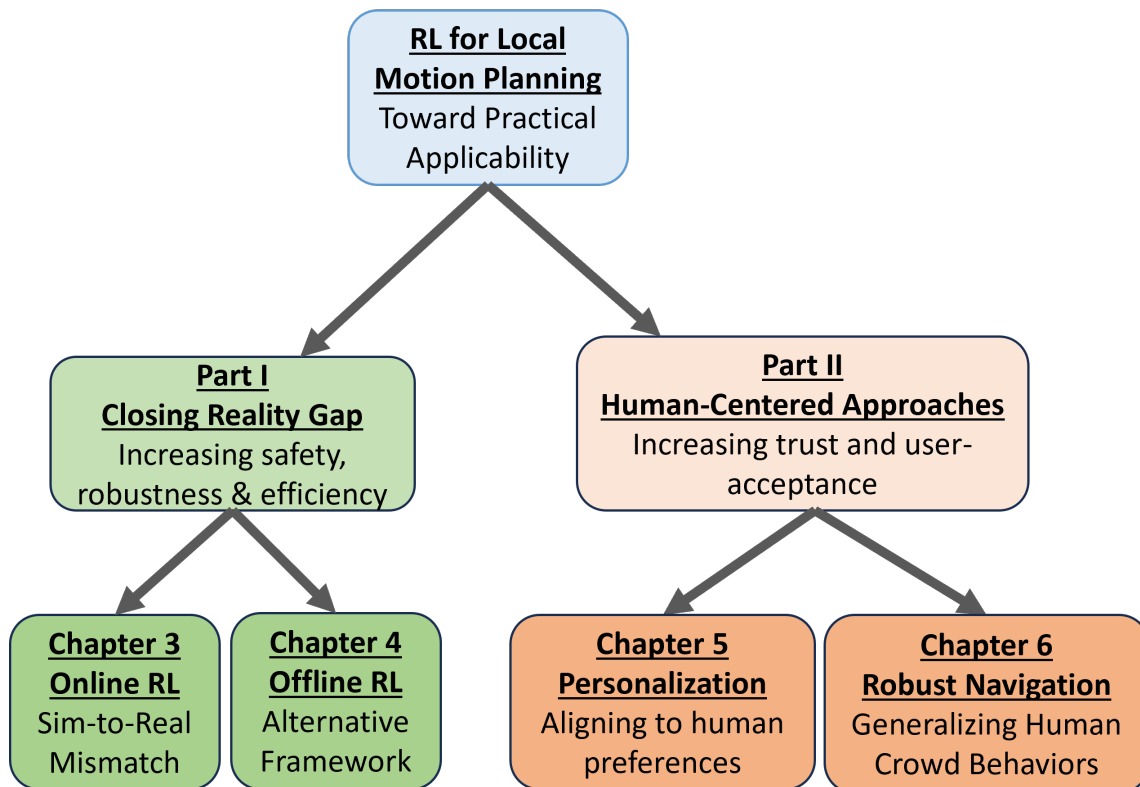 RL for Local
Motion Planning
Toward Practical
Applicability
Part I
Closing Reality Gap
Increasing safety,
robustness & efficiency
Part II
Human-Centered Approaches
Increasing trust and user-
acceptance
Chapter 3
Online RL
Sim-to-Real
Mismatch
Chapter 4
Offline RL
Alternative
Framework
Chapter 5
Personalization
Aligning to human
preferences
Chapter 6
Robust Navigation
Generalizing Human
Crowd Behaviors